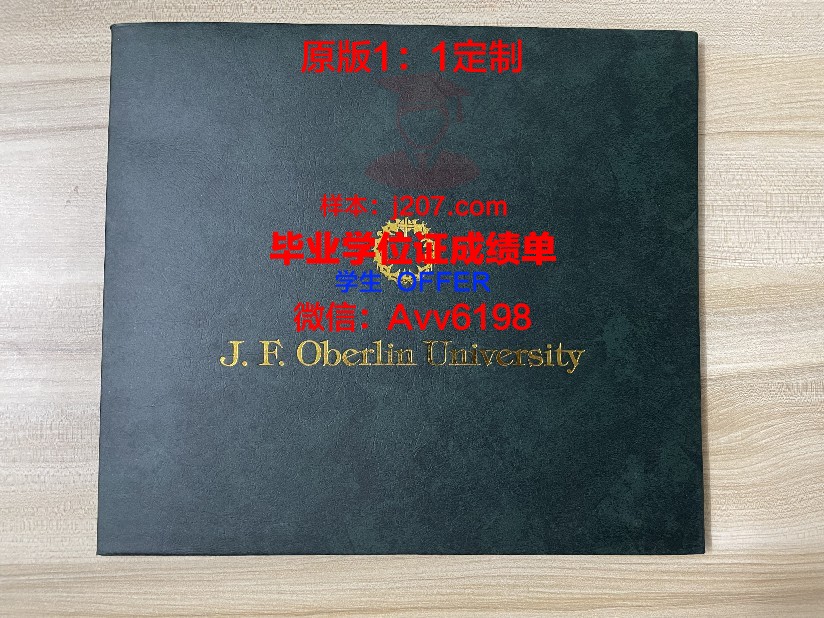 原版1：1定制
样本：j207.com
毕业学位证成绩单
学生 OFFER
微信：Avv6198
J. F. Oberlin University